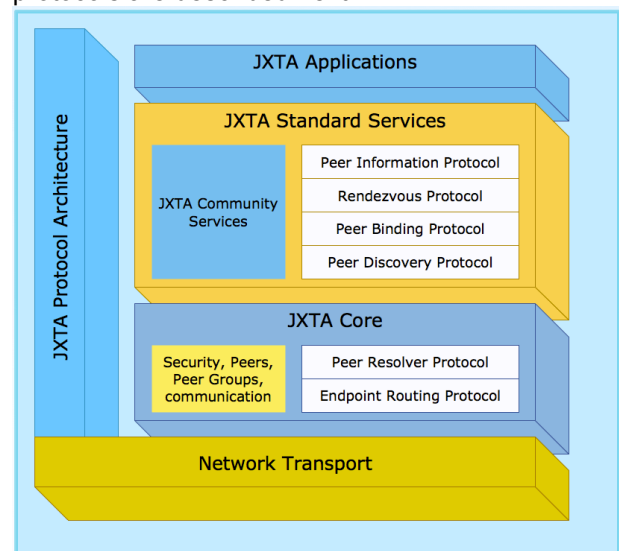 JXTA Applications
JXTA Protocol Architecture
JXTA Standard Services
JXTA Community
Services
Peer Information Protocol
Rendezvous Protocol
Peer Binding Protocol
Peer Discovery Protocol
JXTA Core
Security, Peers,
Peer Groups,
communication
Peer Resolver Protocol
Endpoint Routing Protocol
Network Transport